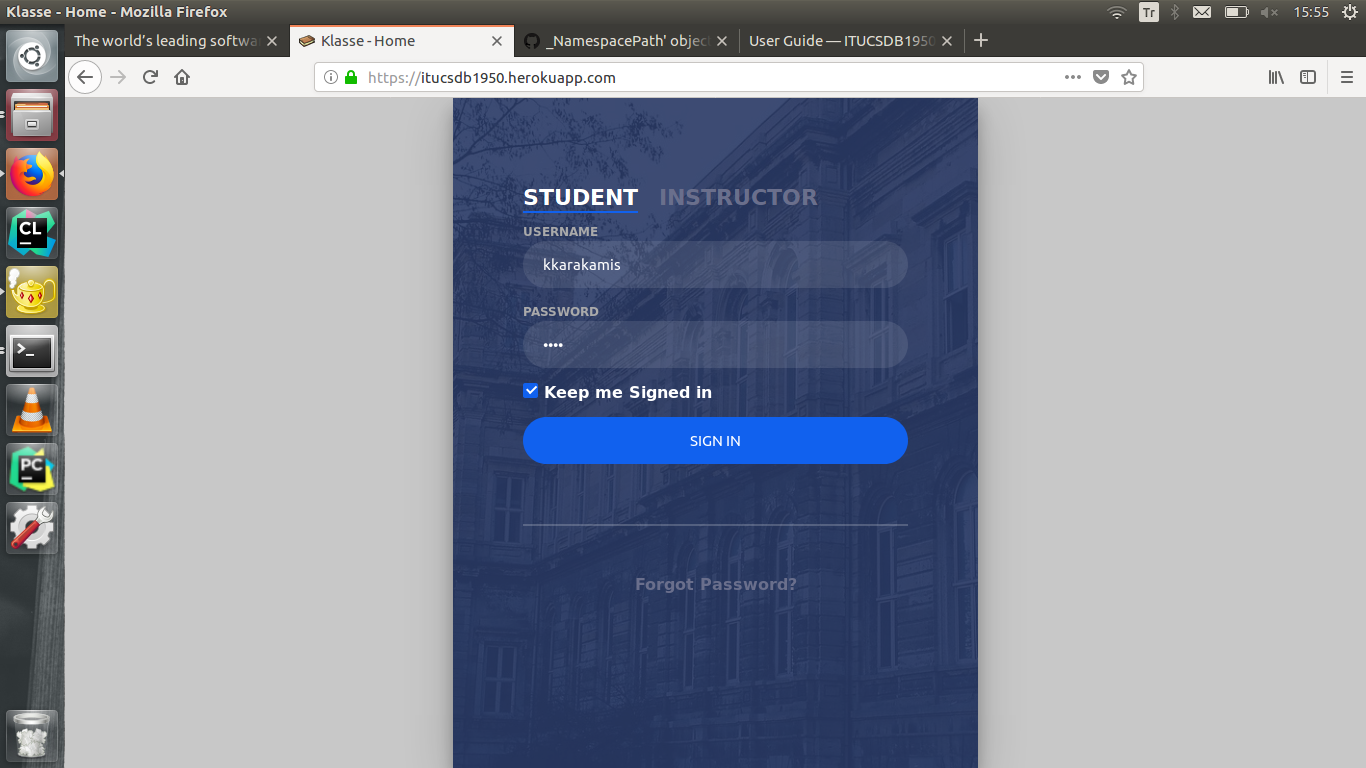 Klasse - Home - Mozilla Firefox
Tr
15:55
The world's leading softwa
Klasse - Home
_NamespacePath' objec
User Guide — ITUCSDB1950
https://itucsdb1950.herokuapp.com
STUDENT INSTRUCTOR
USERNAME
kkarakamis
PASSWORD
••••
Keep me Signed in
SIGN IN
Forgot Password?
CL
>_
PC